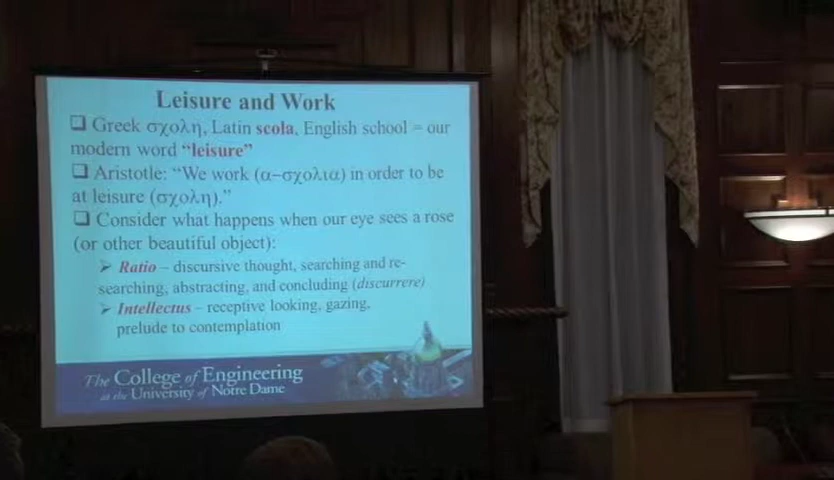 Leisure and Work
❑ Greek σχολη, Latin scola, English school = our
modern word “leisure”
❑ Aristotle: “We work (α–σχολια) in order to be
at leisure (σχολη).”
❑ Consider what happens when our eye sees a rose
(or other beautiful object):
➢ Ratio – discursive thought, searching and re-
searching, abstracting, and concluding (discurrere)
➢ Intellectus – receptive looking, gazing,
prelude to contemplation
The College of Engineering
at the University of Notre Dame